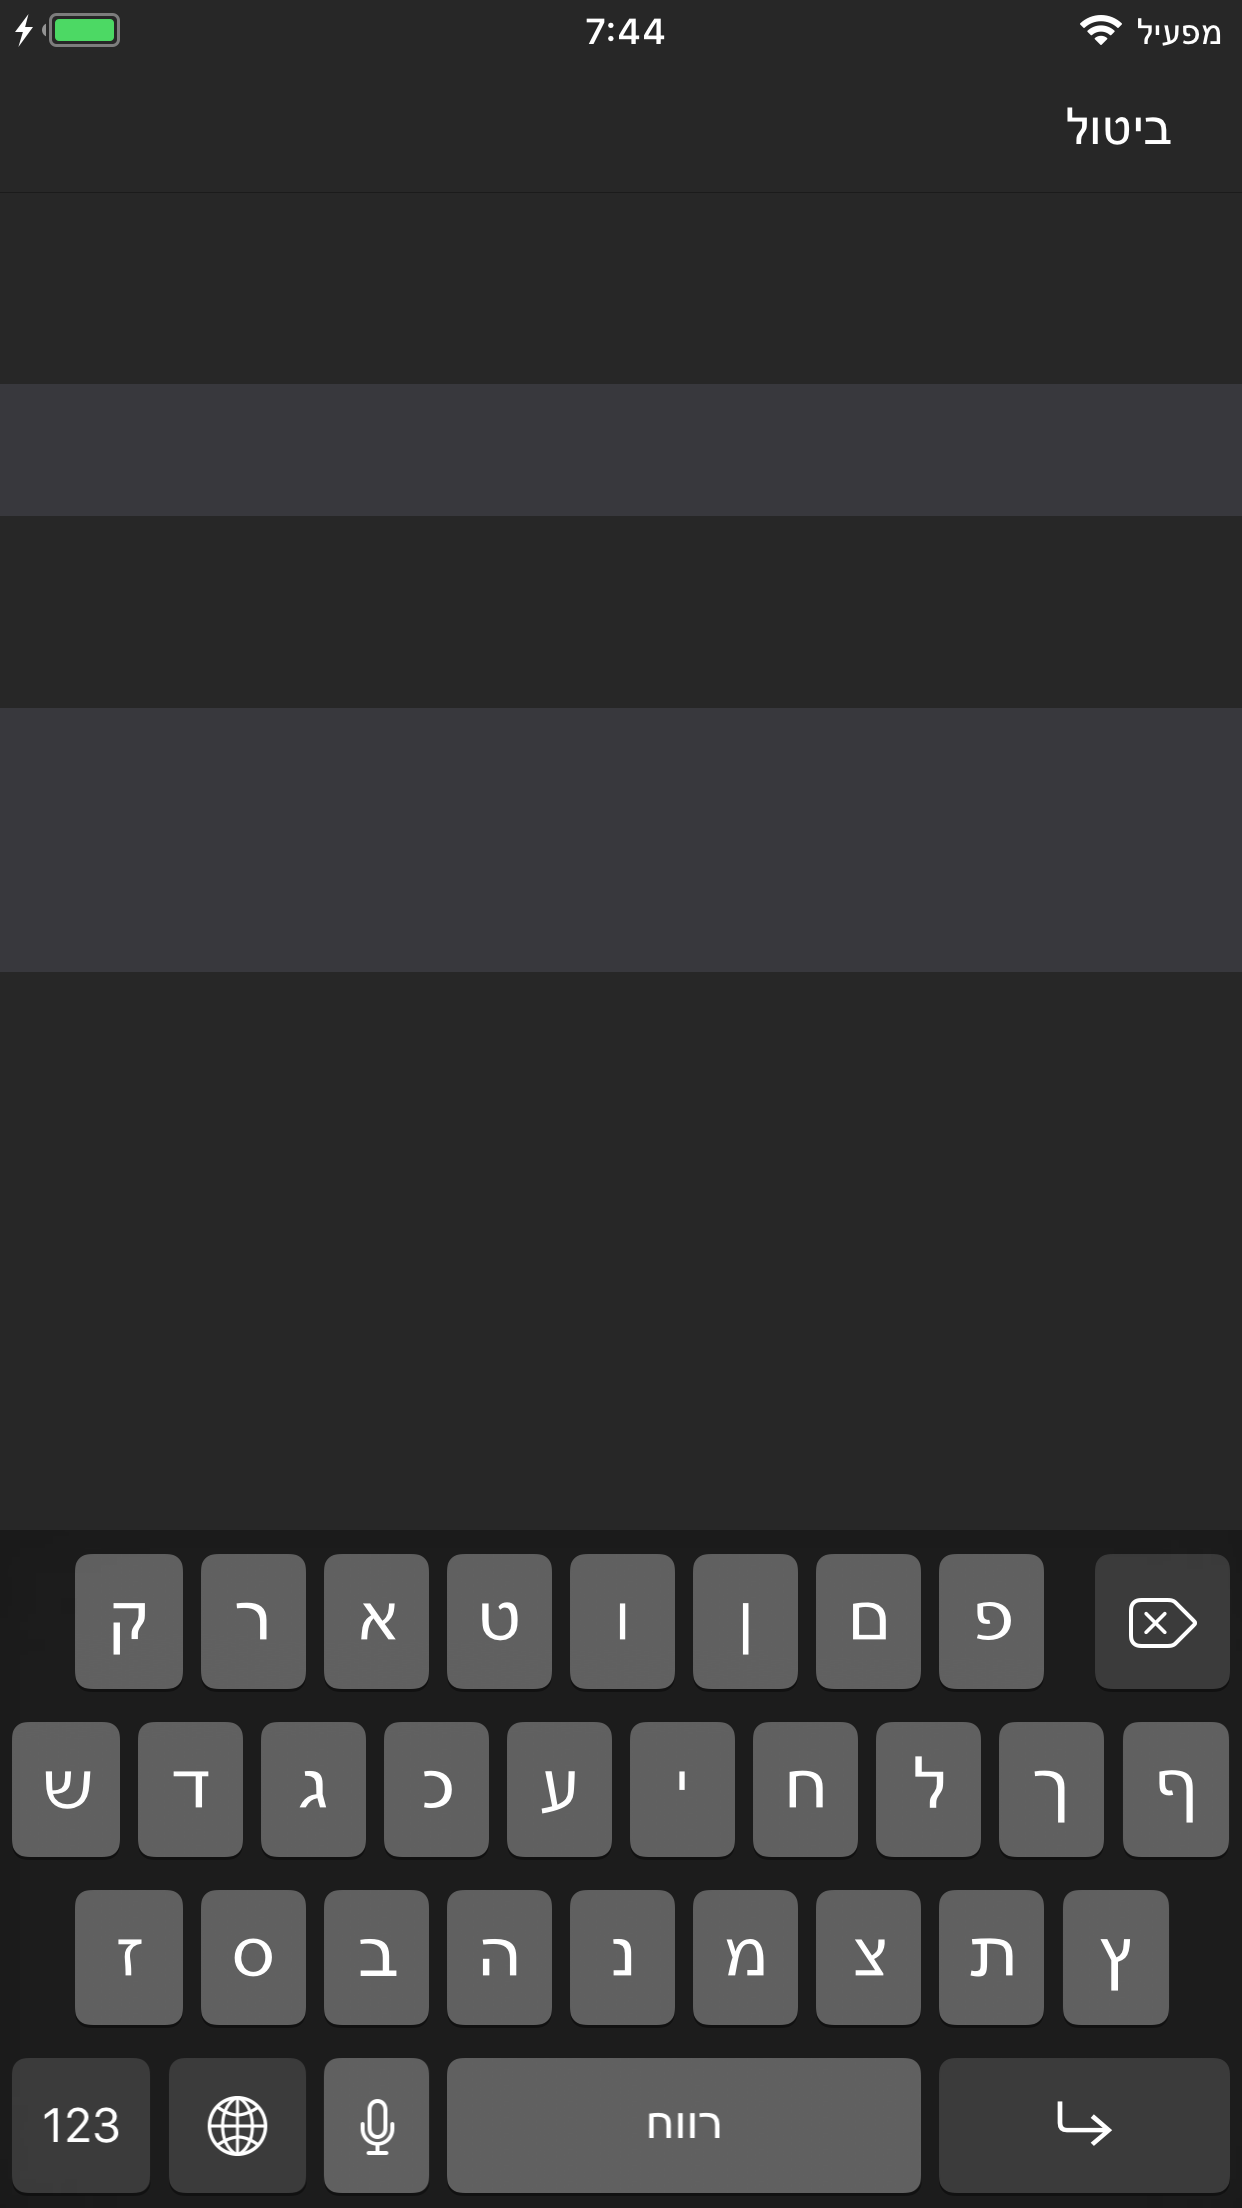 מפעיל 7:44
ביטול
ק ר א ט ו ן ם פ
ש ד ג כ ע י ח ל ך ף
ז ס ב ה נ מ צ ת ץ
123 רווח